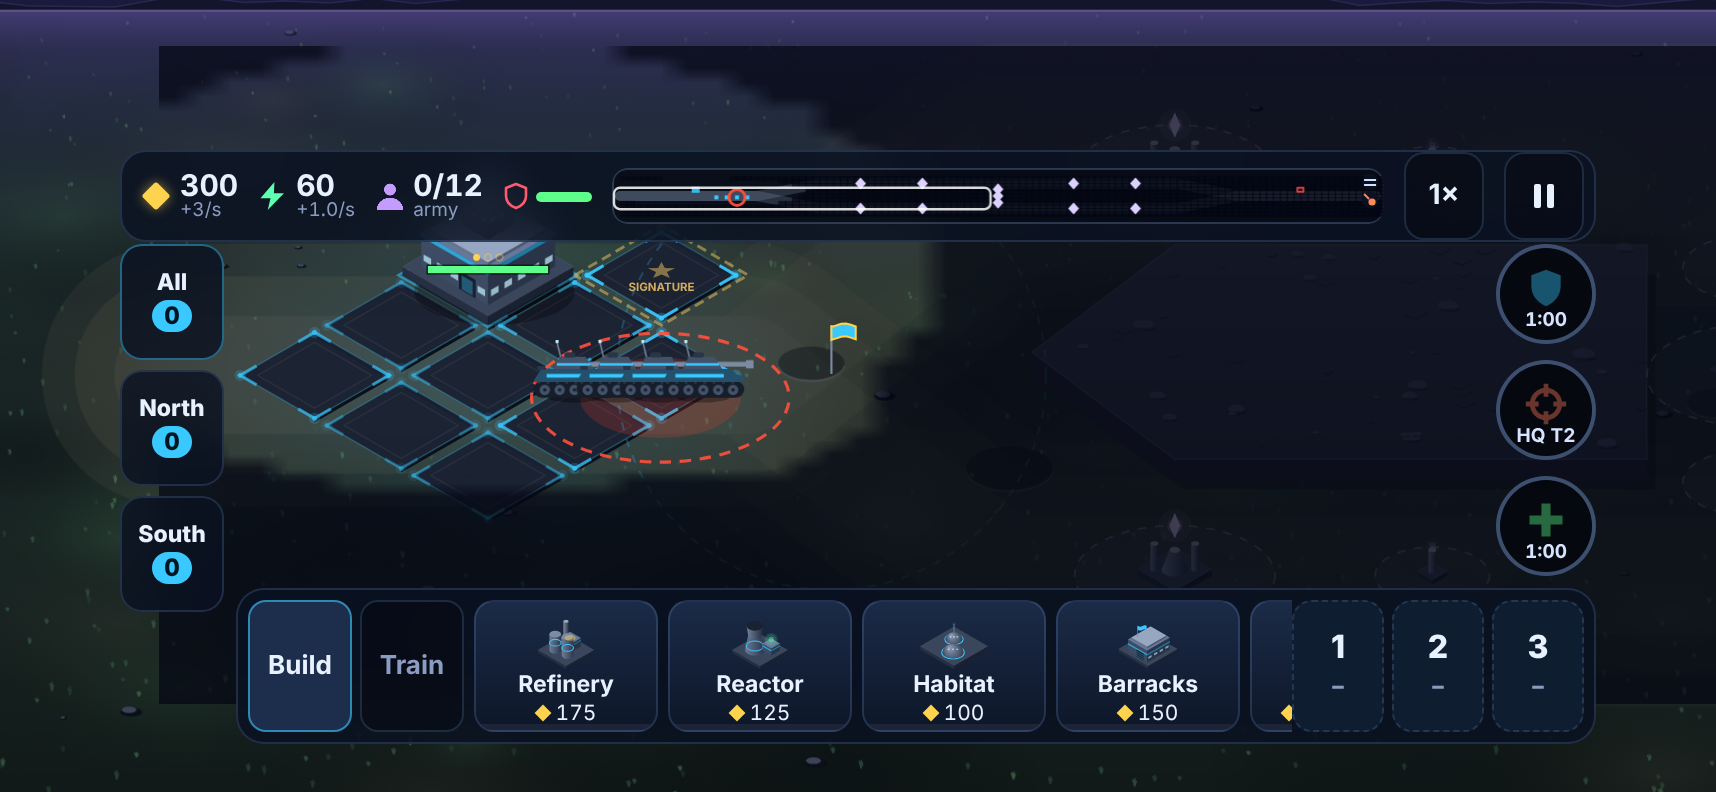 300
+3/s
60
+1.0/s
0/12
army
1×
All
0
North
0
South
0
SIGNATURE
1:00
HQ T2
1:00
Build
Train
Refinery
175
Reactor
125
Habitat
100
Barracks
150
1
–
2
–
3
–